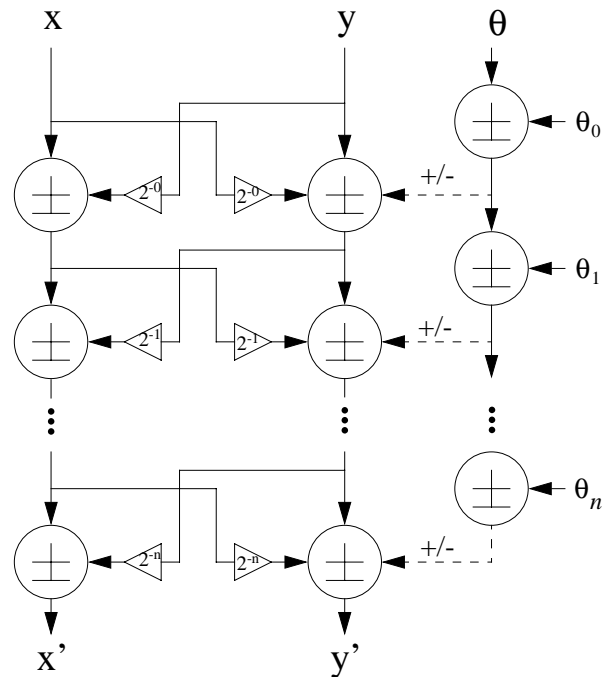 x y θ
± θ₀
± 2⁻⁰ 2⁻⁰ ± +/-
± θ₁
± 2⁻¹ 2⁻¹ ± +/-
± θₙ
± 2⁻ⁿ 2⁻ⁿ ± +/-
x’ y’